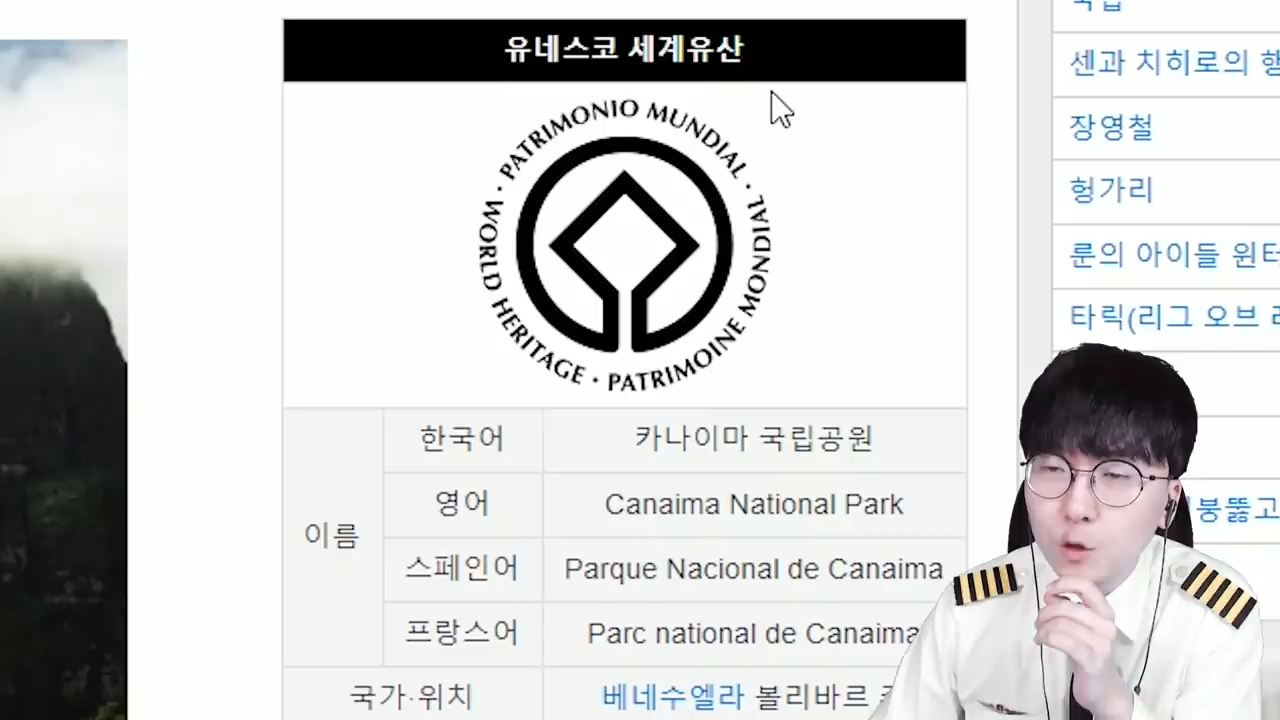 유네스코 세계유산
PATRIMONIO MUNDIAL · PATRIMOINE MONDIAL · WORLD HERITAGE ·
이름
한국어 카나이마 국립공원
영어 Canaima National Park
스페인어 Parque Nacional de Canaima
프랑스어 Parc national de Canaima
국가·위치 베네수엘라 볼리바르
센과 치히로의
장영철
헝가리
룬의 아이들 윈터
타릭(리그 오브
붕뚫고